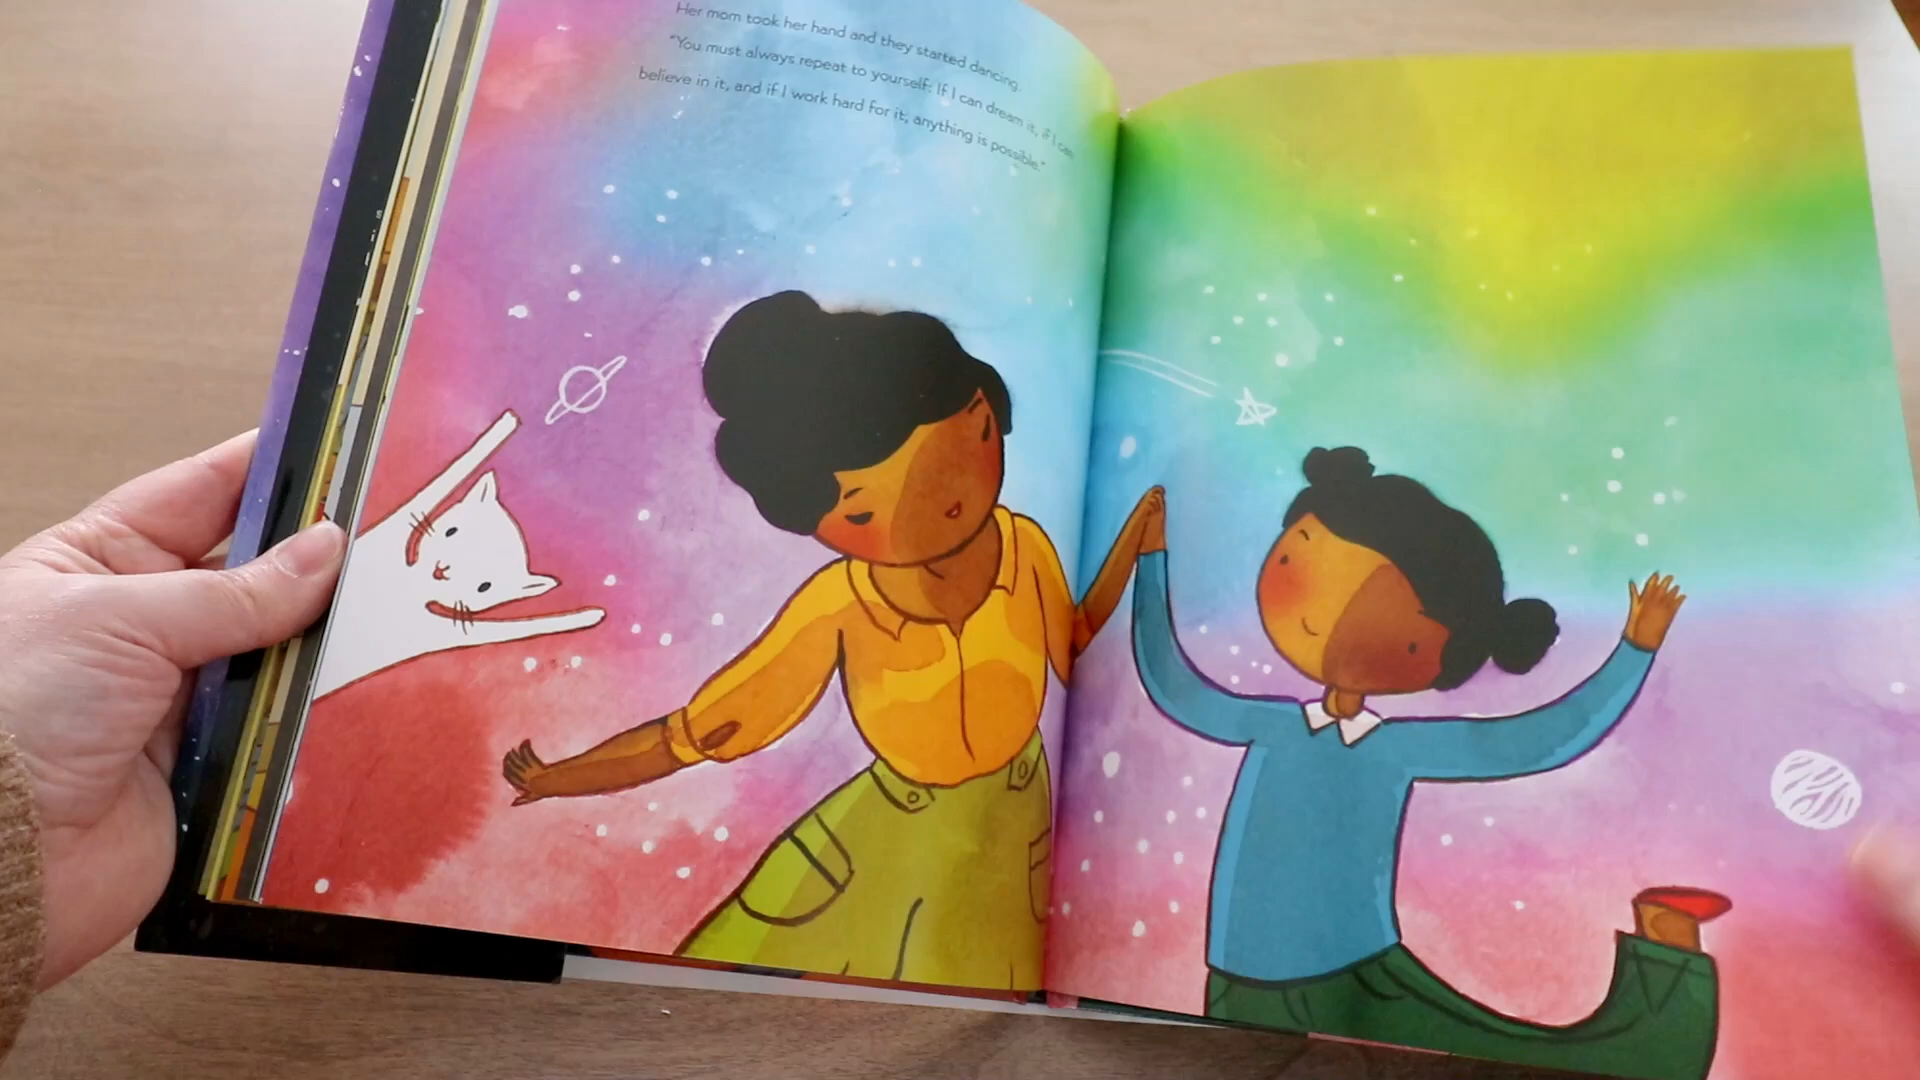 Her mom took her hand and they started dancing.
"You must always repeat to yourself: If I can dream it, if I can
believe in it, and if I work hard for it, anything is possible."